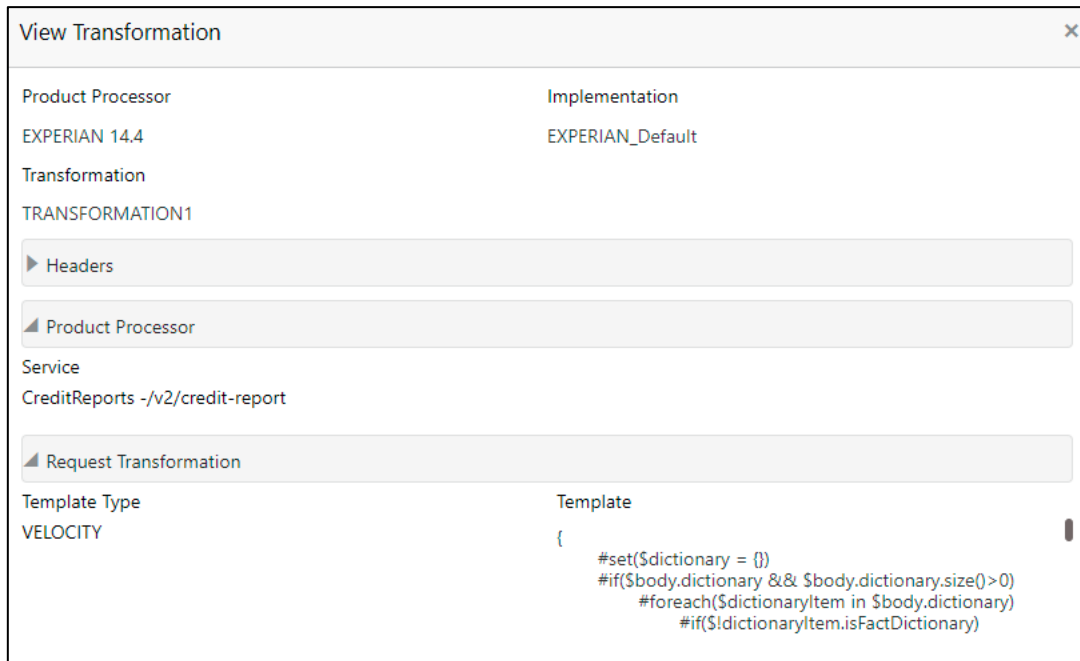 View Transformation
Product Processor
Implementation
EXPERIAN 14.4
EXPERIAN_Default
Transformation
TRANSFORMATION1
Headers
Product Processor
Service
CreditReports -/v2/credit-report
Request Transformation
Template Type
Template
VELOCITY
{
#set($dictionary = {})
#if($body.dictionary && $body.dictionary.size()>0)
#foreach($dictionaryItem in $body.dictionary)
#if($!dictionaryItem.isFactDictionary)